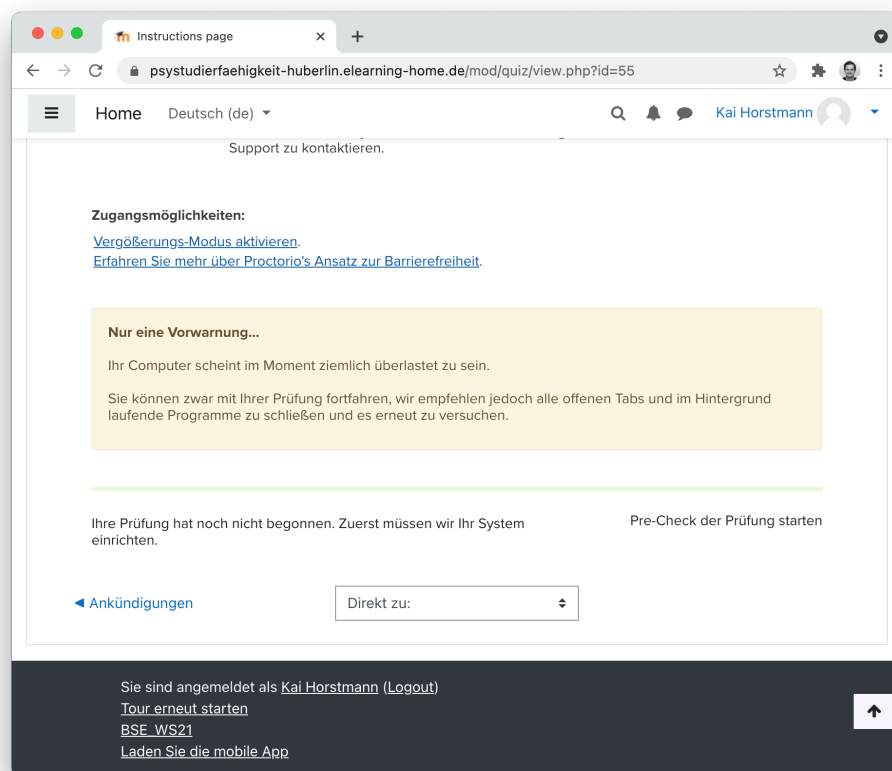 Instructions page
psystudierfaehigkeit-huberlin.elearning-home.de/mod/quiz/view.php?id=55
Home Deutsch (de) Kai Horstmann
Support zu kontaktieren.
Zugangsmöglichkeiten:
Vergößerungs-Modus aktivieren.
Erfahren Sie mehr über Proctorio's Ansatz zur Barrierefreiheit.
Nur eine Vorwarnung...
Ihr Computer scheint im Moment ziemlich überlastet zu sein.
Sie können zwar mit Ihrer Prüfung fortfahren, wir empfehlen jedoch alle offenen Tabs und im Hintergrund
laufende Programme zu schließen und es erneut zu versuchen.
Ihre Prüfung hat noch nicht begonnen. Zuerst müssen wir Ihr System
einrichten.
Pre-Check der Prüfung starten
◄ Ankündigungen
Direkt zu:
Sie sind angemeldet als Kai Horstmann (Logout)
Tour erneut starten
BSE_WS21
Laden Sie die mobile App